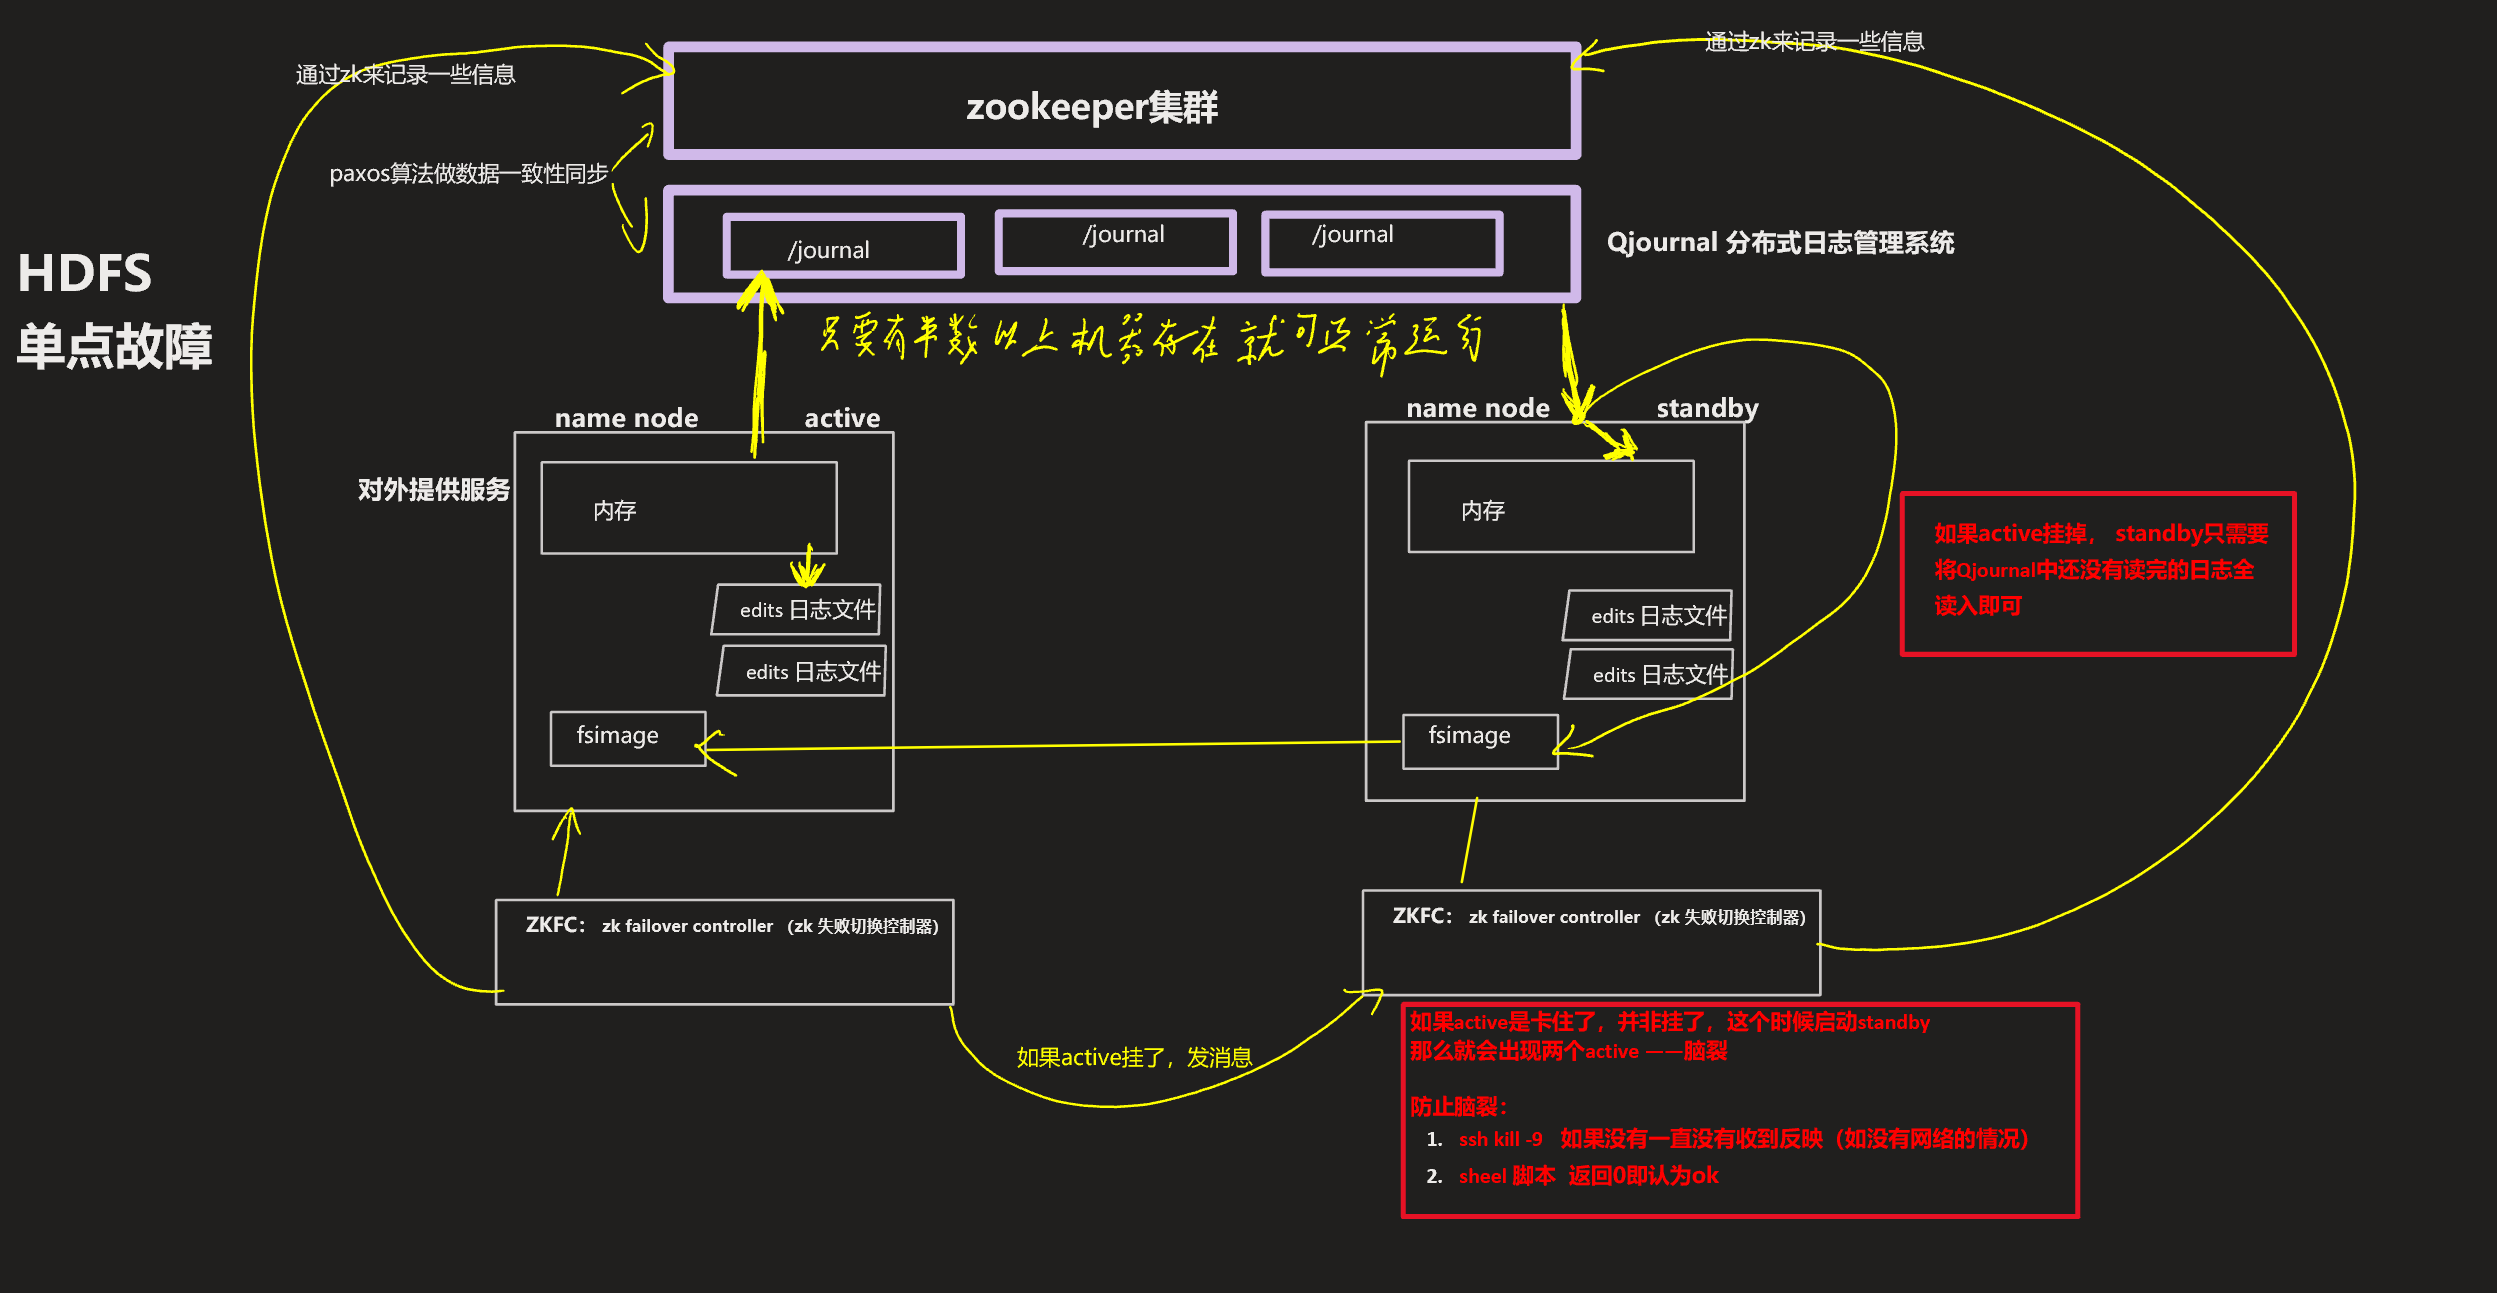 通过zk来记录一些信息
通过zk来记录一些信息
zookeeper集群
paxos算法做数据一致性同步
/journal
/journal
/journal
Qjournal 分布式日志管理系统
HDFS
单点故障
只要有半数以上机器存在就可正常运行
name node active
name node standby
对外提供服务
内存
内存
如果active挂掉， standby只需要
将Qjournal中还没有读完的日志全
读入即可
edits 日志文件
edits 日志文件
edits 日志文件
edits 日志文件
fsimage
fsimage
ZKFC： zk failover controller （zk 失败切换控制器）
ZKFC： zk failover controller （zk 失败切换控制器）
如果active挂了，发消息
如果active是卡住了，并非挂了，这个时候启动standby
那么就会出现两个active ——脑裂
防止脑裂：
1. ssh kill -9 如果没有一直没有收到反映（如没有网络的情况）
2. sheel 脚本 返回0即认为ok